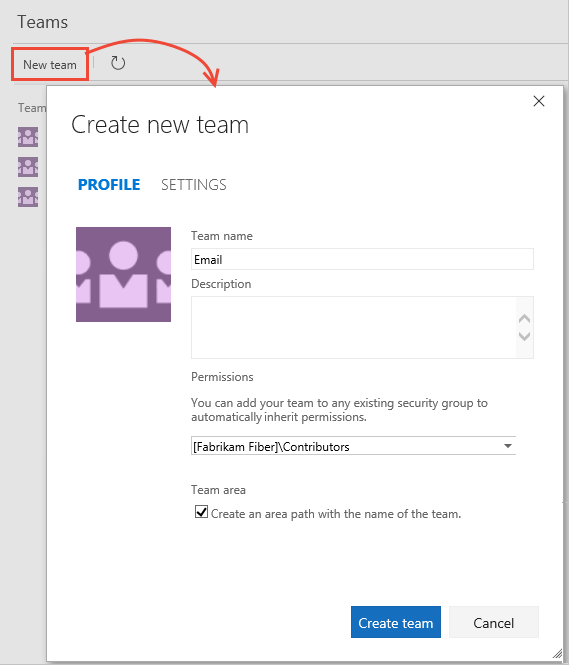 Teams
New team
Team
Create new team
PROFILE SETTINGS
Team name
Email
Description
Permissions
You can add your team to any existing security group to
automatically inherit permissions.
[Fabrikam Fiber]\Contributors
Team area
Create an area path with the name of the team.
Create team Cancel